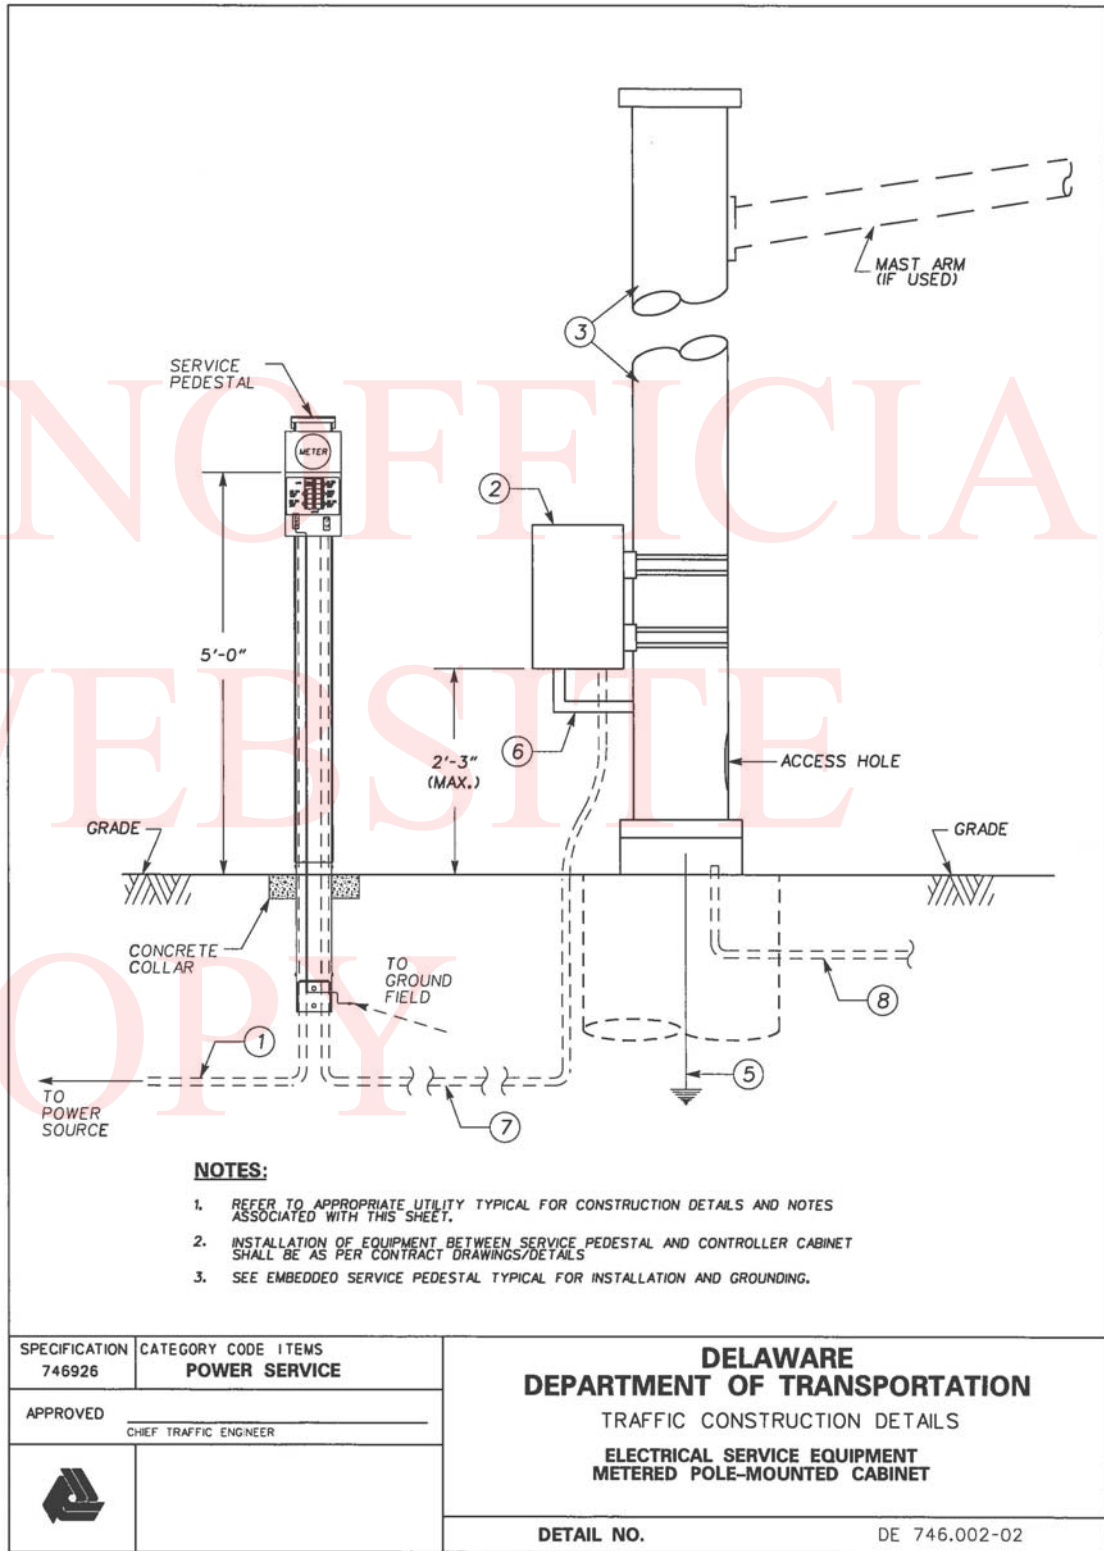 UNOFFICIAL
WEBSITE
COPY
MAST ARM
(IF USED)
3
SERVICE
PEDESTAL
METER
2
5'-0"
6
2'-3"
(MAX.)
ACCESS HOLE
GRADE
GRADE
CONCRETE
COLLAR
TO
GROUND
FIELD
8
1
5
TO
POWER
SOURCE
7
NOTES:
1. REFER TO APPROPRIATE UTILITY TYPICAL FOR CONSTRUCTION DETAILS AND NOTES
ASSOCIATED WITH THIS SHEET.
2. INSTALLATION OF EQUIPMENT BETWEEN SERVICE PEDESTAL AND CONTROLLER CABINET
SHALL BE AS PER CONTRACT DRAWINGS/DETAILS
3. SEE EMBEDDED SERVICE PEDESTAL TYPICAL FOR INSTALLATION AND GROUNDING.
SPECIFICATION
746926
CATEGORY CODE ITEMS
POWER SERVICE
APPROVED
CHIEF TRAFFIC ENGINEER
DELAWARE
DEPARTMENT OF TRANSPORTATION
TRAFFIC CONSTRUCTION DETAILS
ELECTRICAL SERVICE EQUIPMENT
METERED POLE-MOUNTED CABINET
DETAIL NO. DE 746.002-02